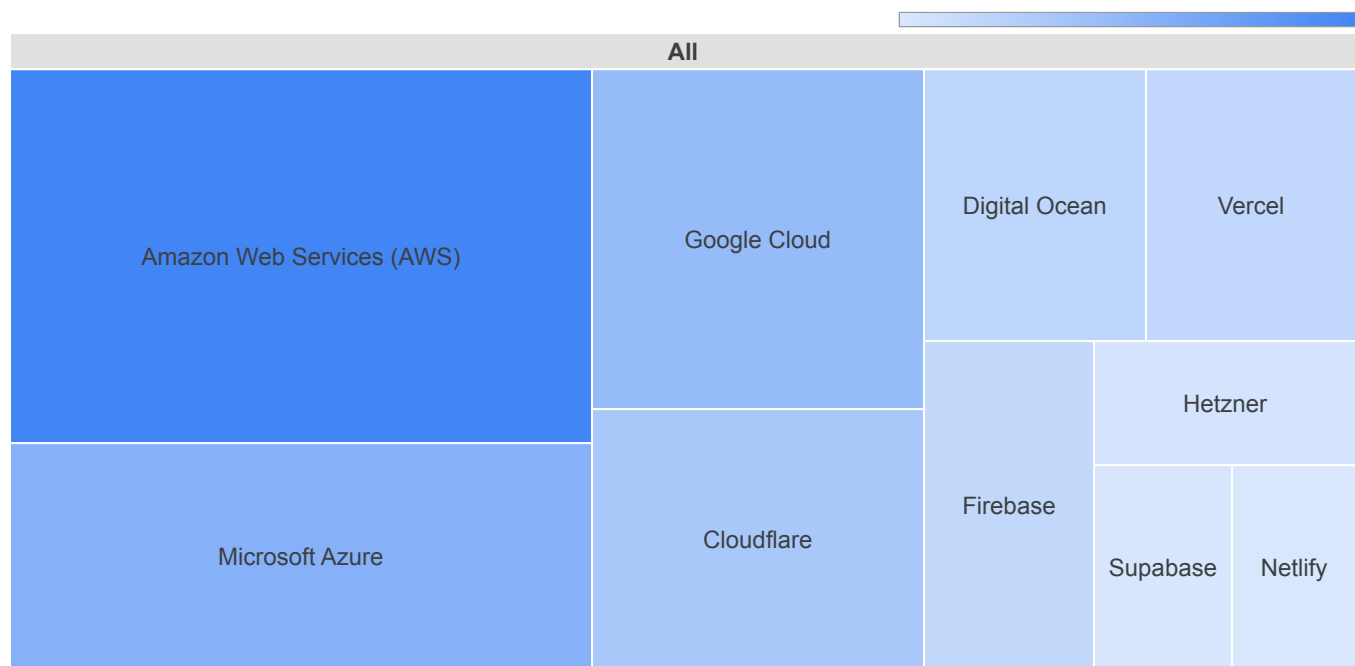 All
Amazon Web Services (AWS)
Microsoft Azure
Google Cloud
Cloudflare
Digital Ocean
Vercel
Firebase
Hetzner
Supabase
Netlify